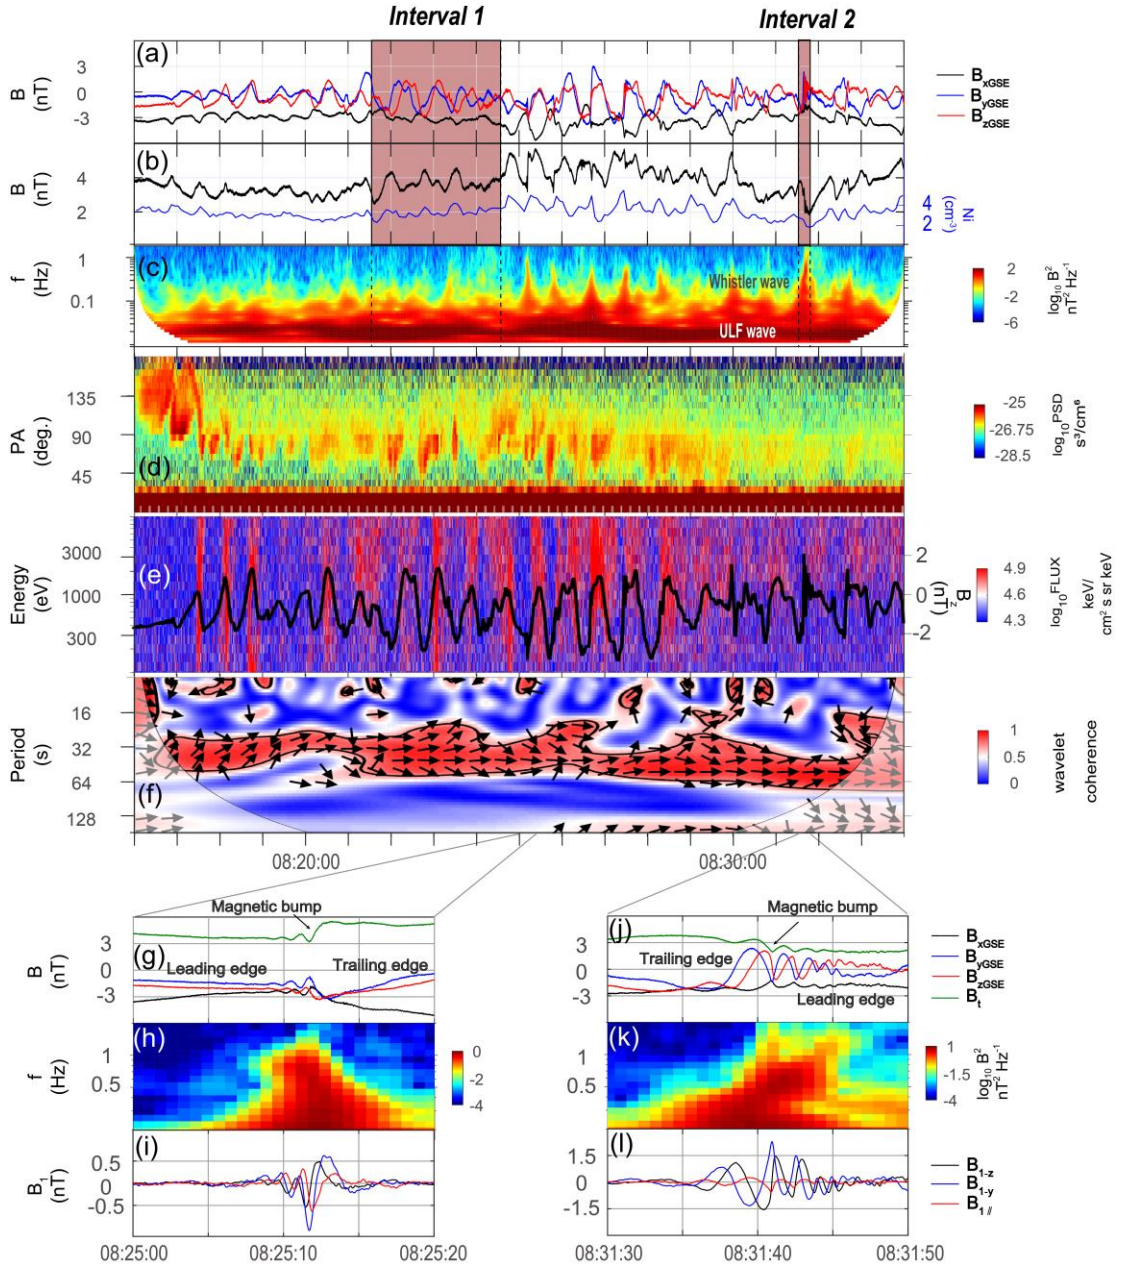 Interval 1
Interval 2
(a)
B
(nT)
3
0
-3
BxGSE
ByGSE
BzGSE
(b)
B
(nT)
4
2
4
2
Ni
(cm⁻³)
(c)
f
(Hz)
1
0.1
Whistler wave
ULF wave
2
-2
-6
log₁₀ B²
nT² Hz⁻¹
(d)
PA
(deg.)
135
90
45
-25
-26.75
-28.5
log₁₀PSD
s³/cm⁶
(e)
Energy
(eV)
3000
1000
300
2
0
-2
Bz
(nT)
4.9
4.6
4.3
log₁₀FLUX
keV/
cm² s sr keV
(f)
Period
(s)
16
32
64
128
1
0.5
0
wavelet
coherence
08:20:00
08:30:00
Magnetic bump
(g)
B
(nT)
3
0
-3
Leading edge
Trailing edge
Magnetic bump
(j)
3
0
-3
Trailing edge
Leading edge
BxGSE
ByGSE
BzGSE
Bt
(h)
f
(Hz)
1
0.5
0
-2
-4
(k)
1
0.5
1
-1.5
-4
log₁₀ B²
nT² Hz⁻¹
(i)
B₁
(nT)
0.5
0
-0.5
(l)
1.5
0
-1.5
B1-z
B1-y
B1 //
08:25:00
08:25:10
08:25:20
08:31:30
08:31:40
08:31:50